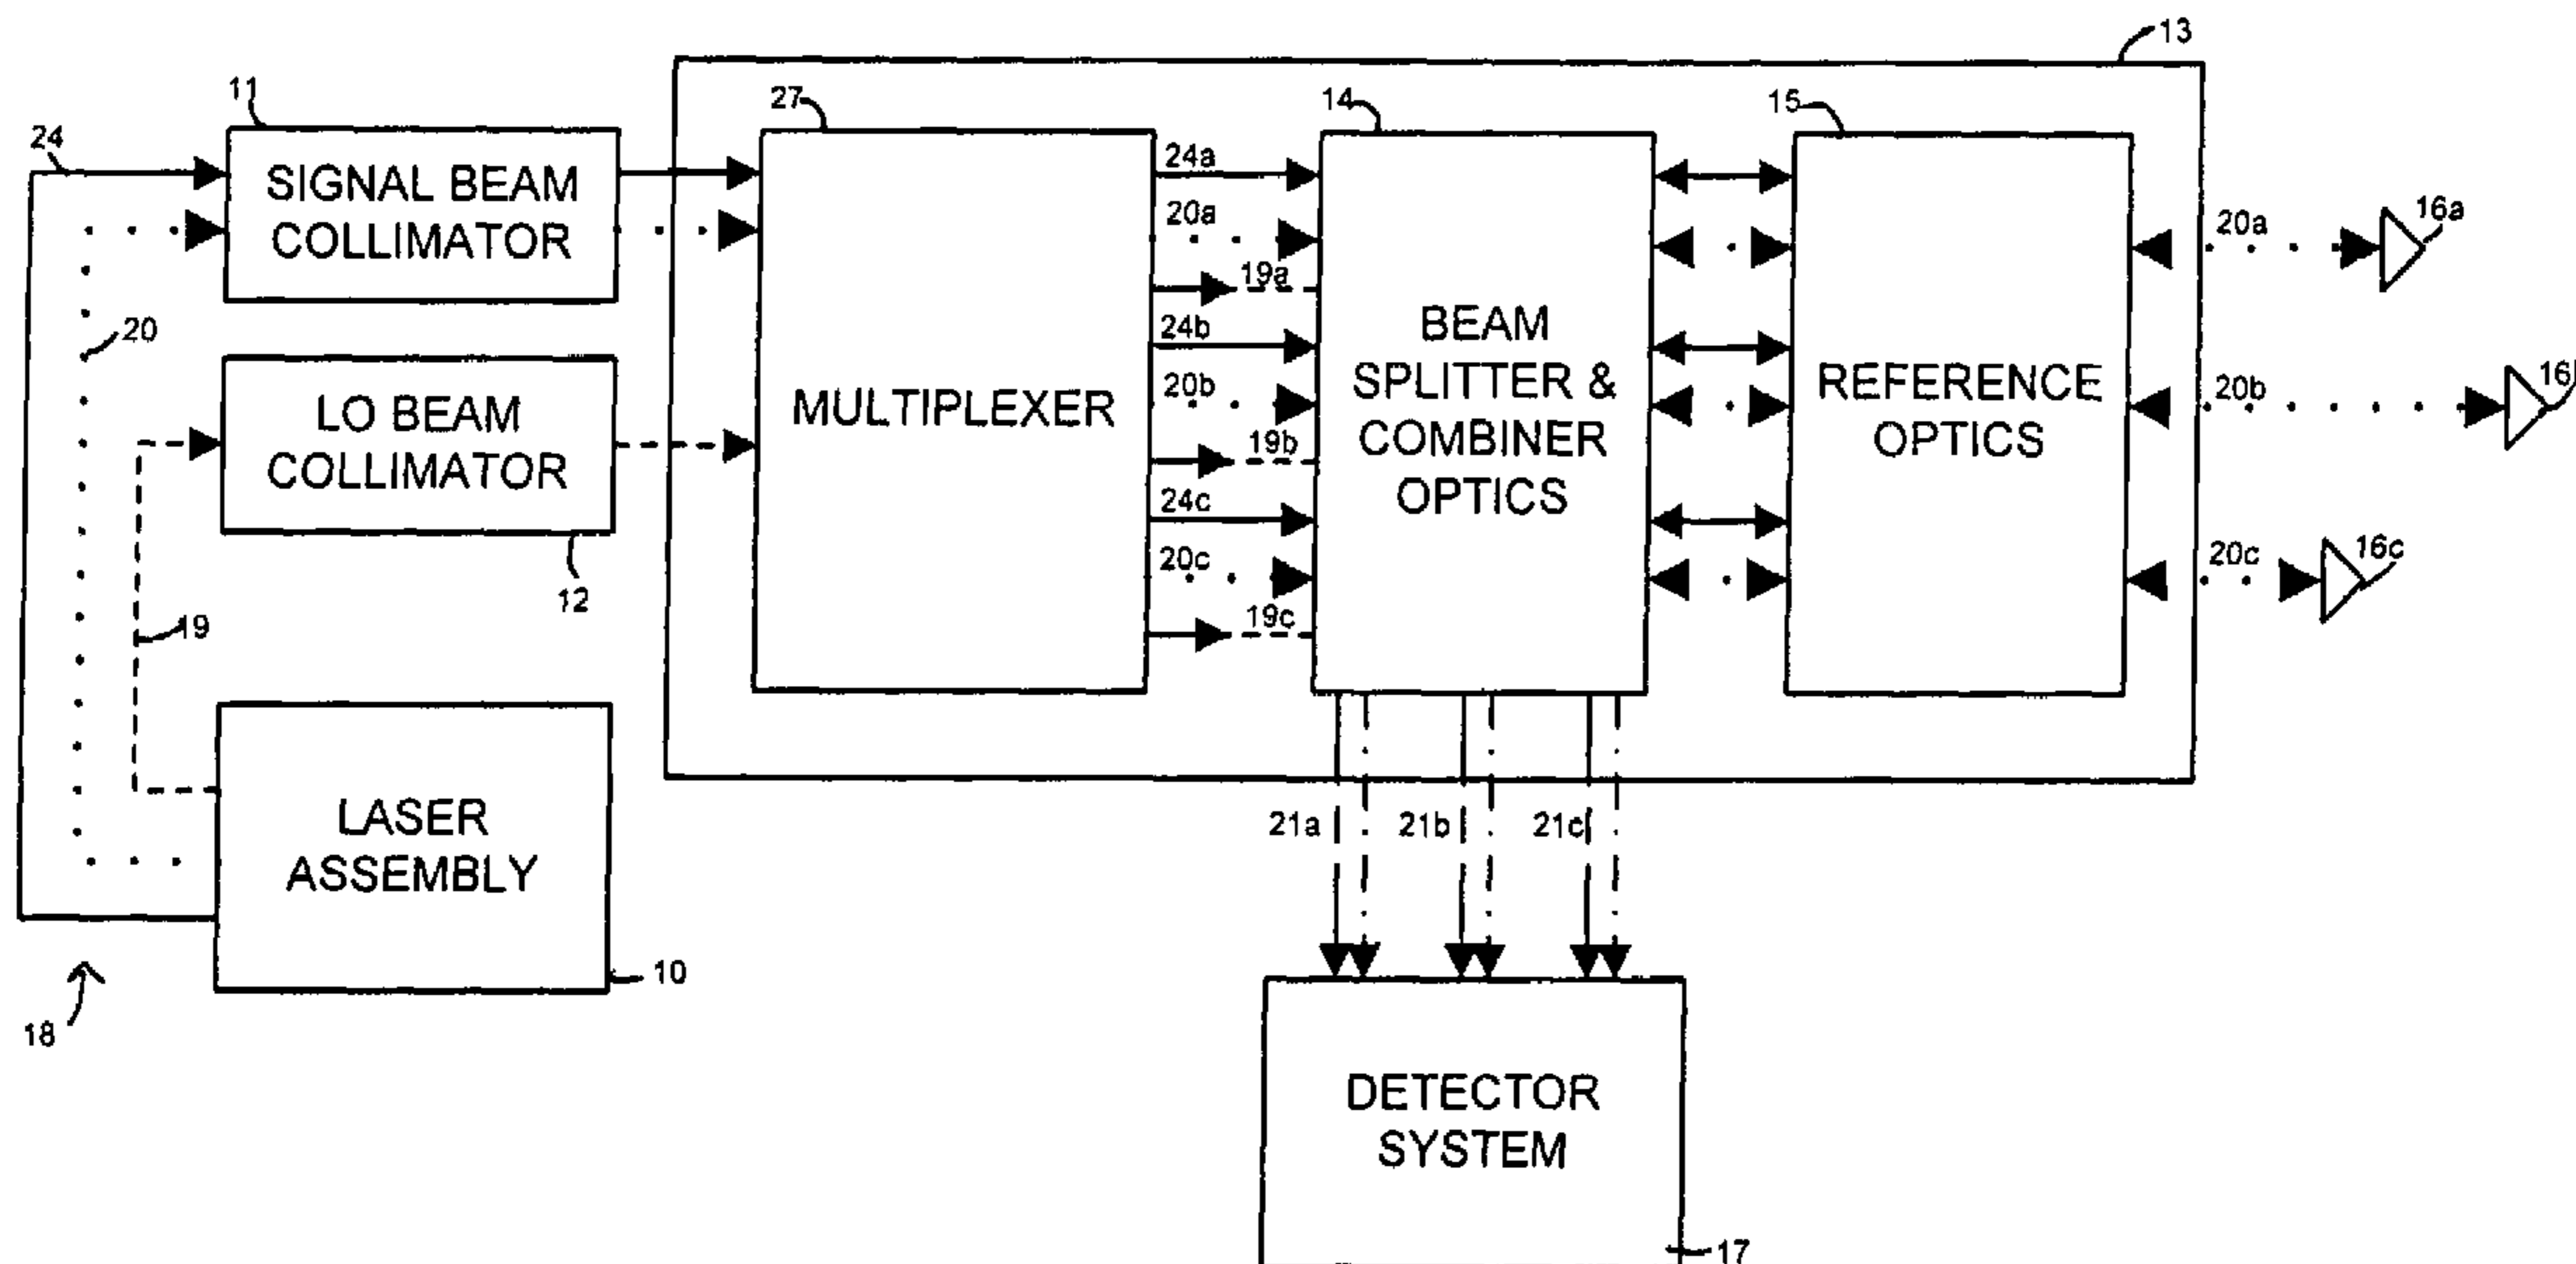 13
11
27
14
15
24
SIGNAL BEAM
COLLIMATOR
24a
20a
19a
24b
20b
19b
24c
20c
19c
20a
16a
20b
20c
16c
20
LO BEAM
COLLIMATOR
12
19
MULTIPLEXER
BEAM
SPLITTER &
COMBINER
OPTICS
REFERENCE
OPTICS
LASER
ASSEMBLY
10
18
21a
21b
21c
DETECTOR
SYSTEM
17